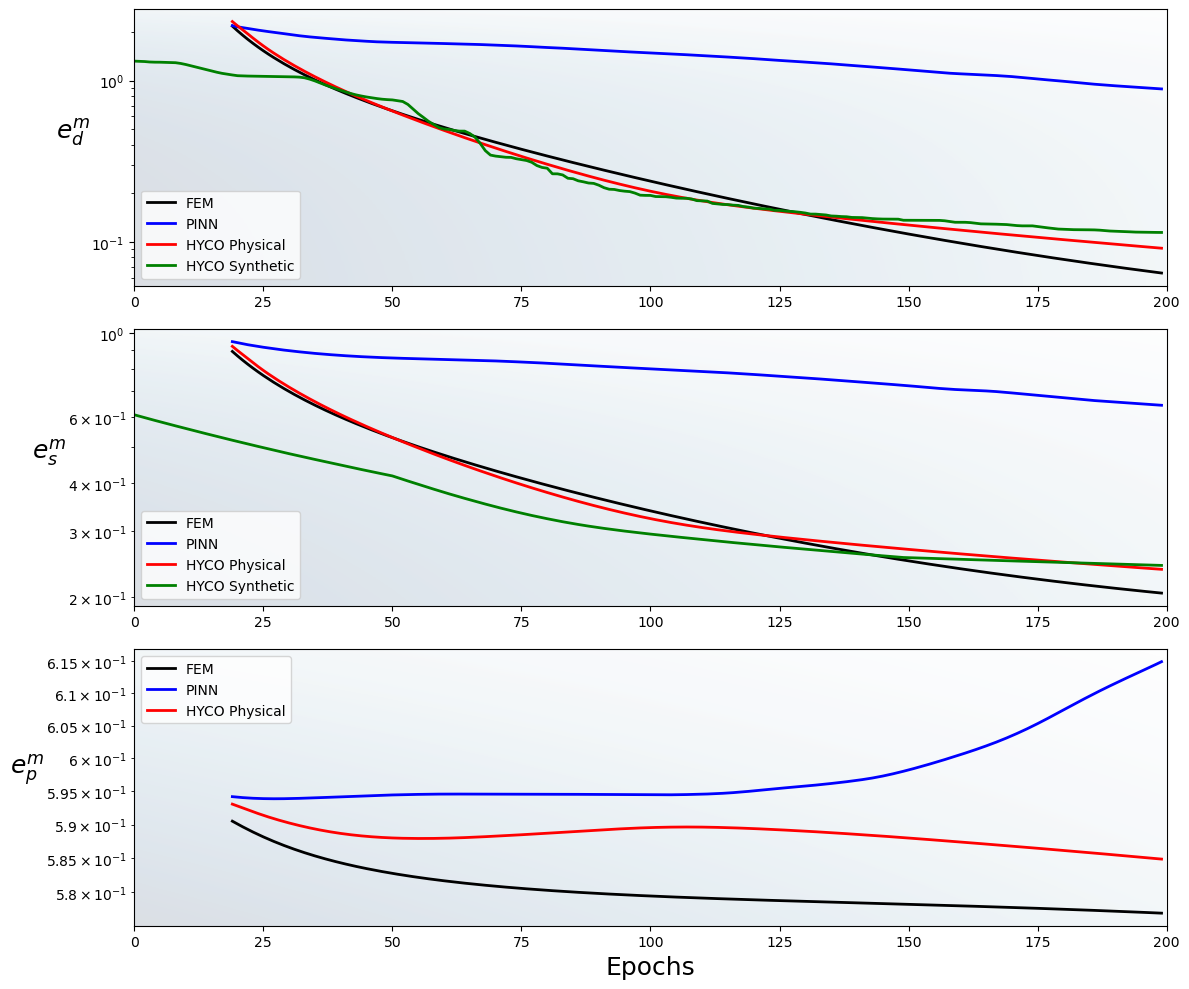 10⁰
e_d^m
10⁻¹
FEM
PINN
HYCO Physical
HYCO Synthetic
0 25 50 75 100 125 150 175 200
10⁰
6 × 10⁻¹
e_s^m
4 × 10⁻¹
3 × 10⁻¹
2 × 10⁻¹
FEM
PINN
HYCO Physical
HYCO Synthetic
0 25 50 75 100 125 150 175 200
6.15 × 10⁻¹
6.1 × 10⁻¹
6.05 × 10⁻¹
6 × 10⁻¹
e_p^m
5.95 × 10⁻¹
5.9 × 10⁻¹
5.85 × 10⁻¹
5.8 × 10⁻¹
FEM
PINN
HYCO Physical
0 25 50 75 100 125 150 175 200
Epochs